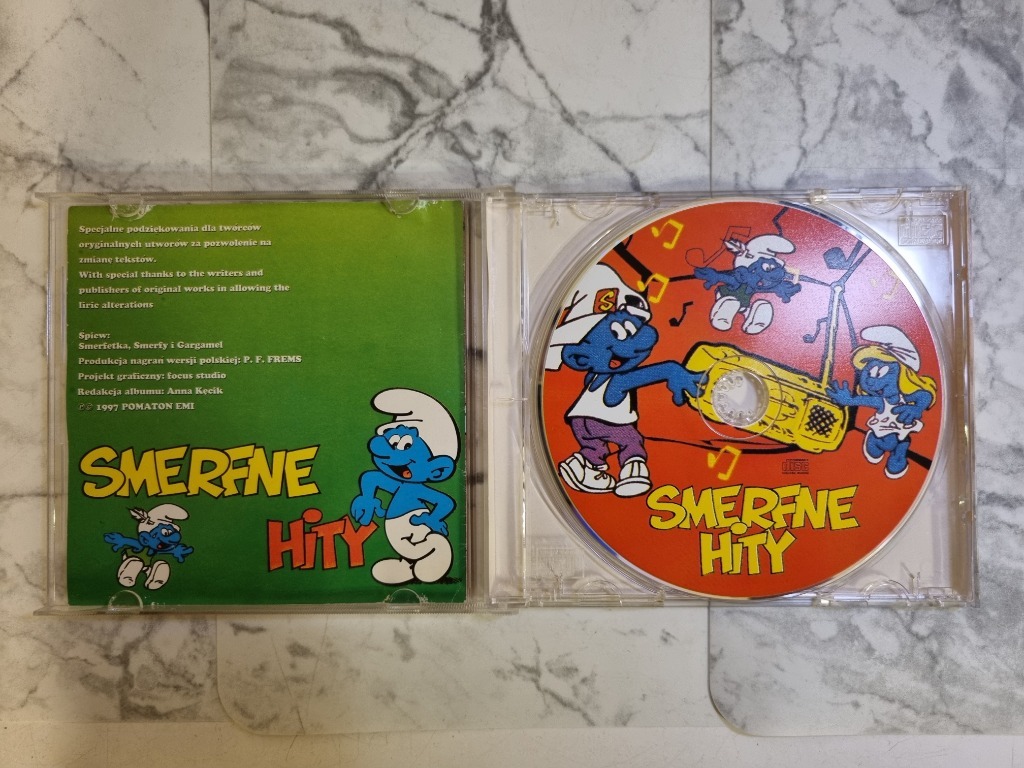 Specjalne podziękowania dla twórców
oryginalnych utworów za pozwolenie na
zmianę tekstów.
With special thanks to the writers and
publishers of original works in allowing the
liric alterations
Śpiew:
Smerfetka, Smerfy i Gargamel
Produkcja nagrań wersji polskiej: P. F. FREMS
Projekt graficzny: focus studio
Redakcja albumu: Anna Kęcik
℗© 1997 POMATON EMI
SMERFNE
HiTY
S
SMERFNE
HiTY